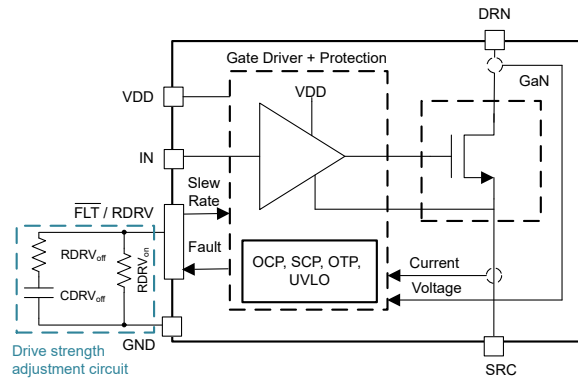 DRN
Gate Driver + Protection
GaN
VDD
VDD
IN
Slew
Rate
FLT / RDRV
Fault
RDRVoff
RDRVon
CDRVoff
OCP, SCP, OTP,
UVLO
Current
Voltage
GND
Drive strength
adjustment circuit
SRC